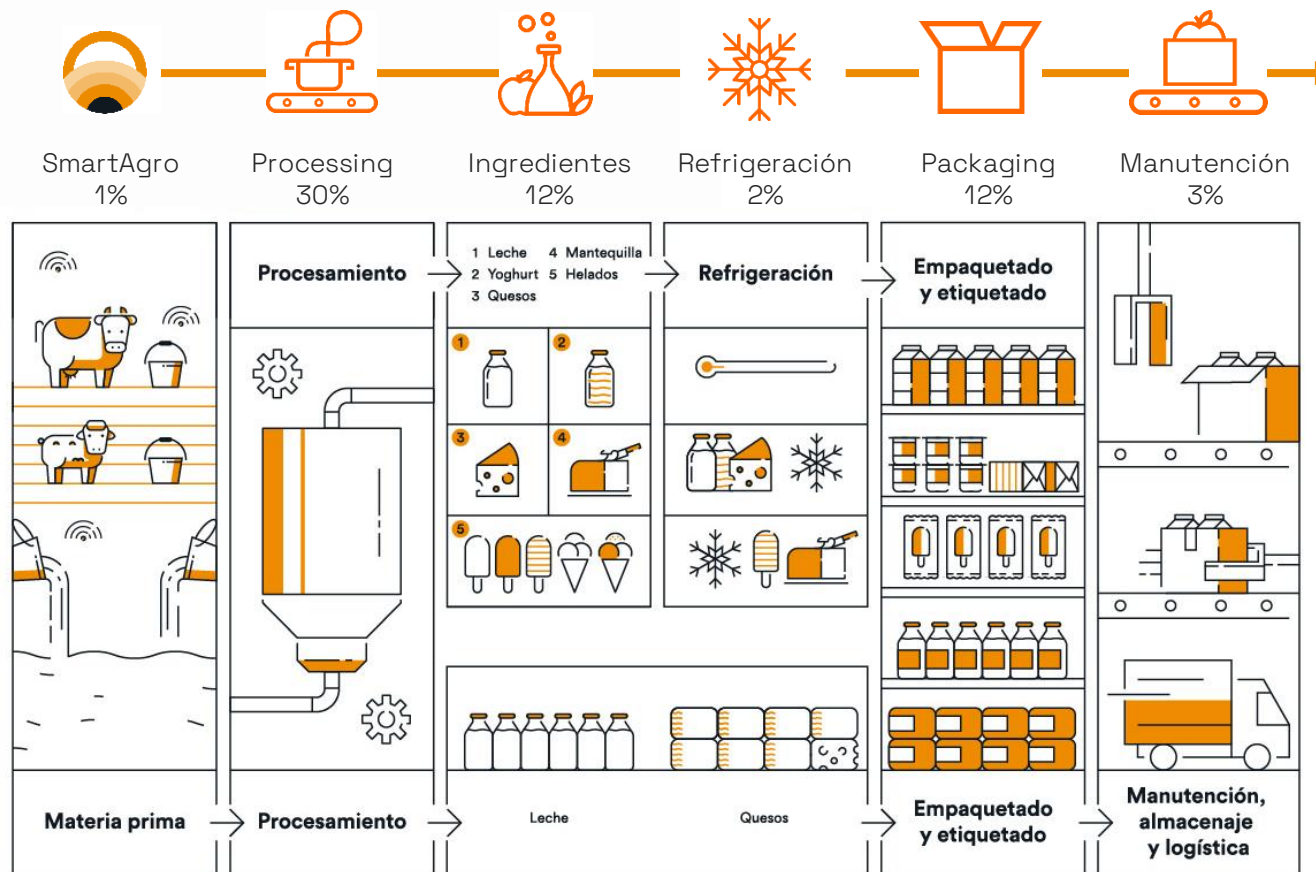 SmartAgro
1%
Processing
30%
Ingredientes
12%
Refrigeración
2%
Packaging
12%
Manutención
3%
Procesamiento
1 Leche 4 Mantequilla
2 Yoghurt 5 Helados
3 Quesos
Refrigeración
Empaquetado
y etiquetado
1
2
3
4
5
Materia prima
Procesamiento
Leche
Quesos
Empaquetado
y etiquetado
Manutención,
almacenaje
y logística